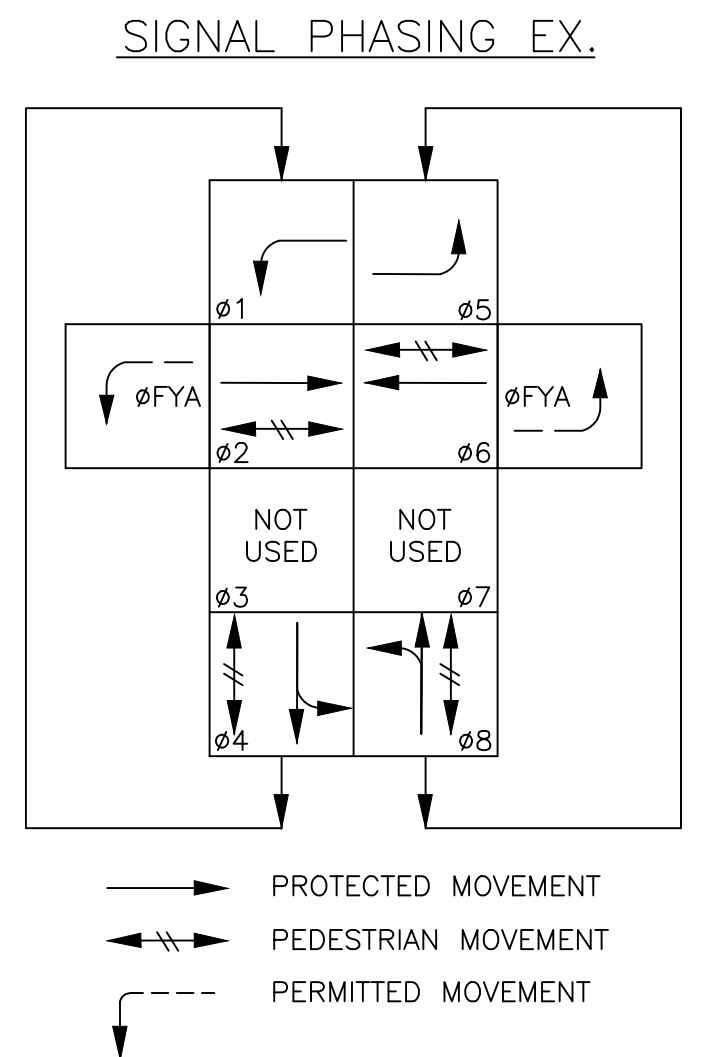 SIGNAL PHASING EX.
ø1
ø5
øFYA
øFYA
ø2
ø6
NOT
USED
NOT
USED
ø3
ø7
ø4
ø8
PROTECTED MOVEMENT
PEDESTRIAN MOVEMENT
PERMITTED MOVEMENT